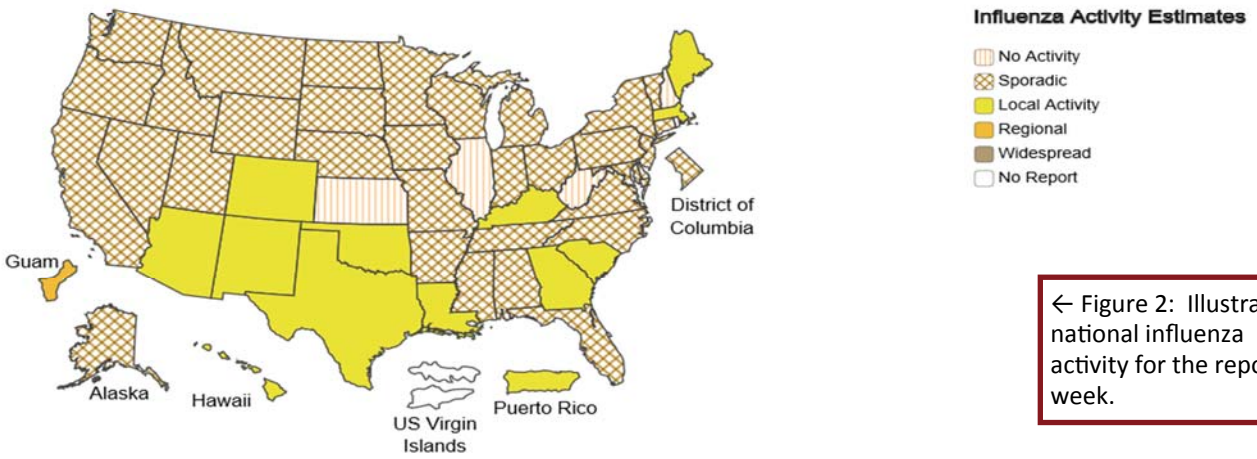 Influenza Activity Estimates
No Activity
Sporadic
Local Activity
Regional
Widespread
No Report
District of
Columbia
Guam
Alaska
Hawaii
US Virgin
Islands
Puerto Rico
← Figure 2: Illustra
national influenza
activity for the repo
week.